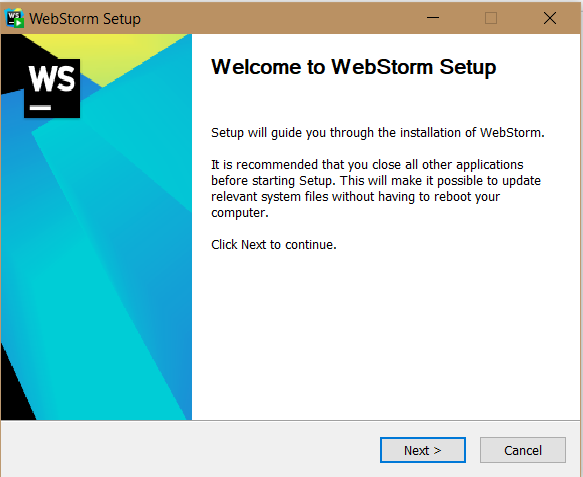 WebStorm Setup
WS
Welcome to WebStorm Setup
Setup will guide you through the installation of WebStorm.
It is recommended that you close all other applications
before starting Setup. This will make it possible to update
relevant system files without having to reboot your
computer.
Click Next to continue.
Next >
Cancel